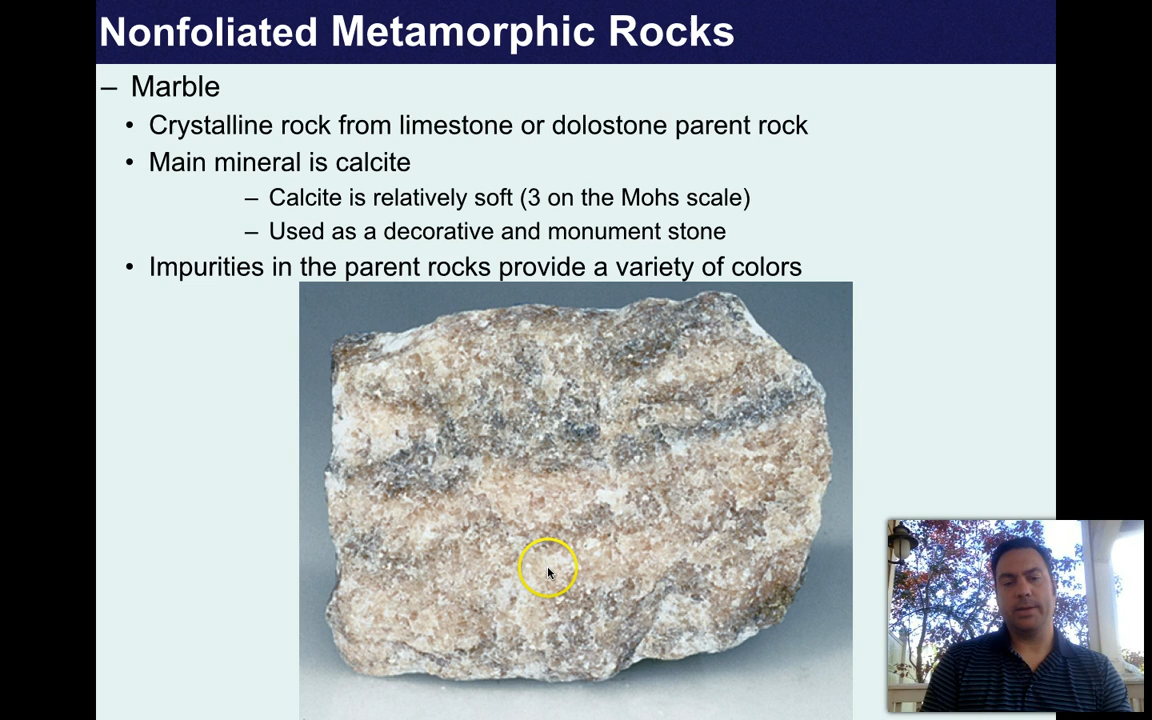 Nonfoliated Metamorphic Rocks
– Marble
• Crystalline rock from limestone or dolostone parent rock
• Main mineral is calcite
– Calcite is relatively soft (3 on the Mohs scale)
– Used as a decorative and monument stone
• Impurities in the parent rocks provide a variety of colors